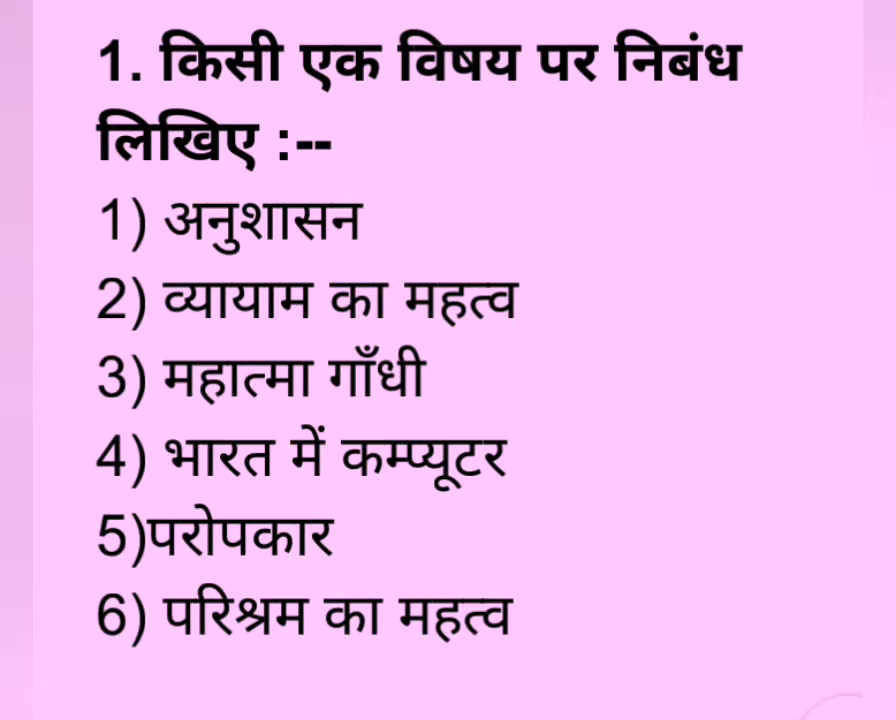 1. किसी एक विषय पर निबंध
लिखिए :--
1) अनुशासन
2) व्यायाम का महत्व
3) महात्मा गाँधी
4) भारत में कम्प्यूटर
5)परोपकार
6) परिश्रम का महत्व